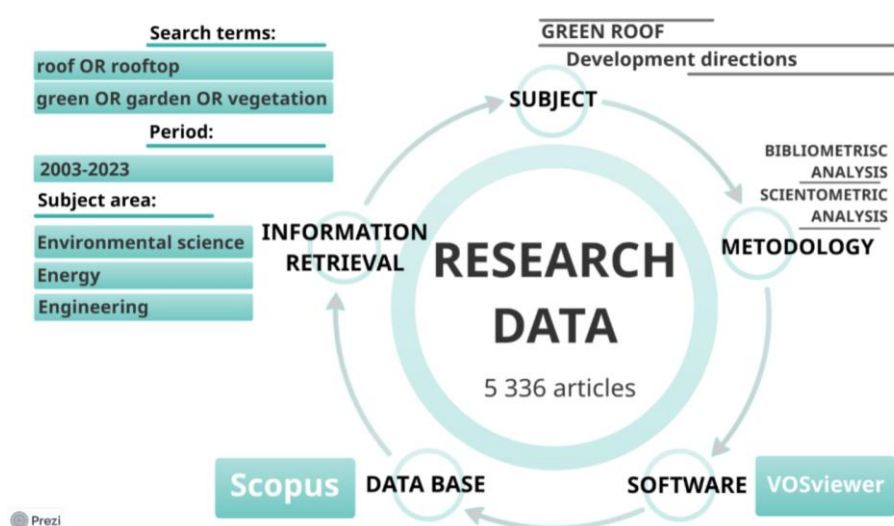 Search terms:
roof OR rooftop
green OR garden OR vegetation
Period:
2003-2023
Subject area:
Environmental science
Energy
Engineering
INFORMATION
RETRIEVAL
GREEN ROOF
Development directions
SUBJECT
BIBLIOMETRISC
ANALYSIS
SCIENTOMETRIC
ANALYSIS
METODOLOGY
RESEARCH
DATA
5 336 articles
Scopus
DATA BASE
SOFTWARE
VOSviewer
Prezi